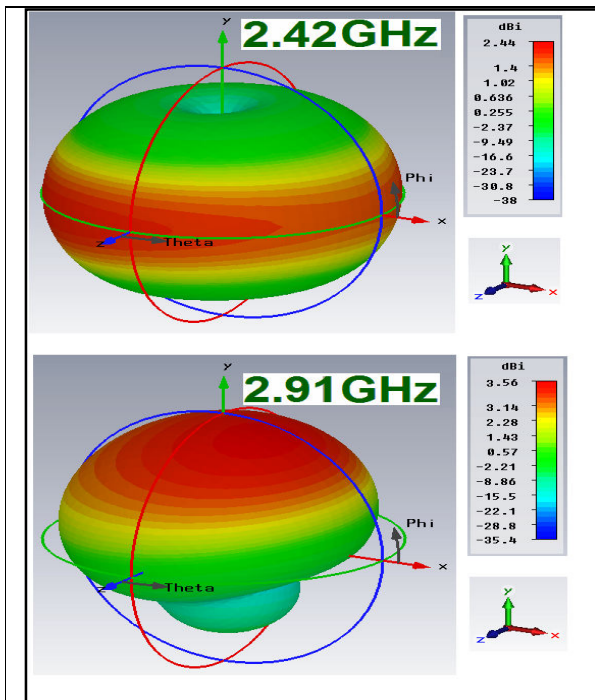 2.42GHz
y
Phi
x
z
Theta
dBi
2.44
1.4
1.02
0.636
0.255
-2.37
-9.49
-16.6
-23.7
-30.8
-38
y
z
x
2.91GHz
y
Phi
x
z
Theta
dBi
3.56
3.14
2.28
1.43
0.57
-2.21
-8.86
-15.5
-22.1
-28.8
-35.4
y
z
x